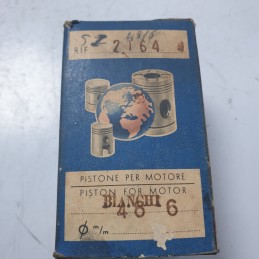 RIF. 2164
PISTONE PER MOTORE
PISTON FOR MOTOR
BIANCHI
48 6
Ø m/m